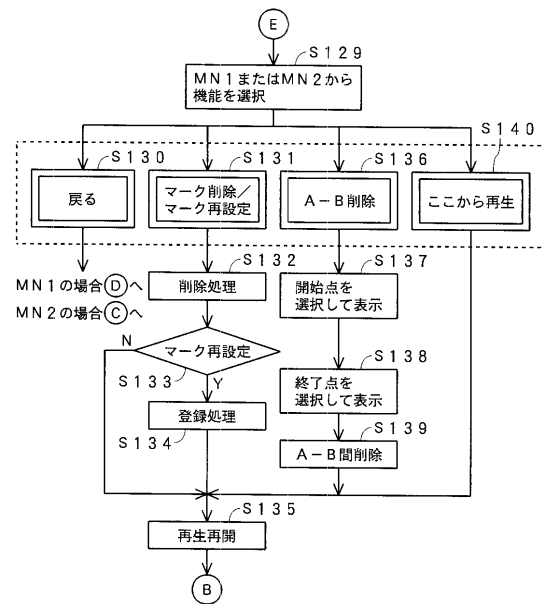 E
S129
MN1またはMN2から
機能を選択
S140
S130
S131
S136
戻る
マーク削除／
マーク再設定
A－B削除
ここから再生
S132
S137
MN1の場合Dへ
MN2の場合Cへ
削除処理
開始点を
選択して表示
N
マーク再設定
S133
Y
S138
終了点を
選択して表示
登録処理
S134
S139
A－B間削除
S135
再生再開
B